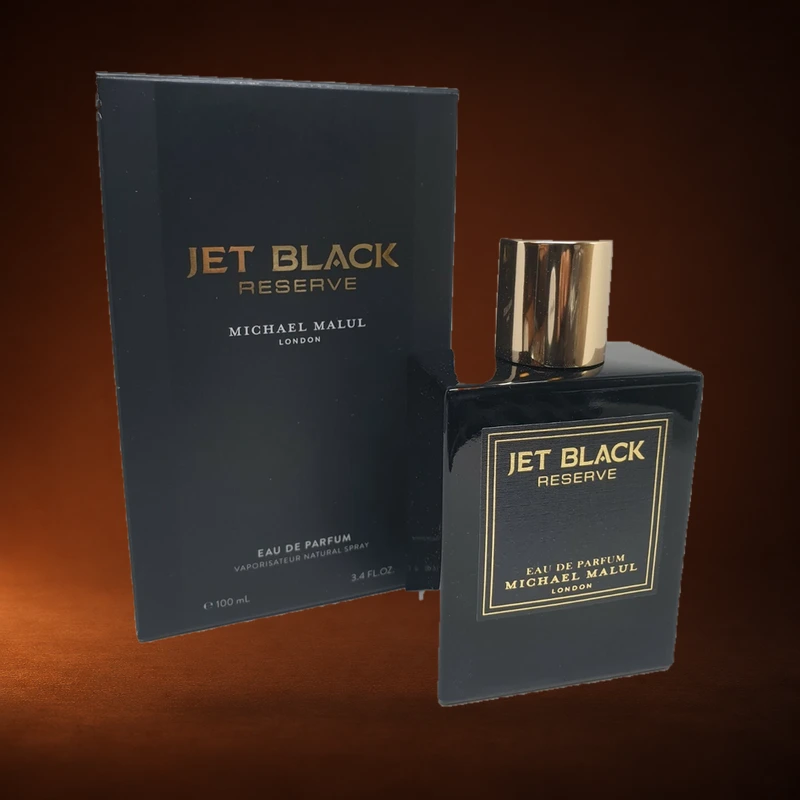 JET BLACK
RESERVE
MICHAEL MALUL
LONDON
EAU DE PARFUM
VAPORISATEUR NATURAL SPRAY
3.4 FL.OZ.
℮ 100 mL
JET BLACK
RESERVE
EAU DE PARFUM
MICHAEL MALUL
LONDON